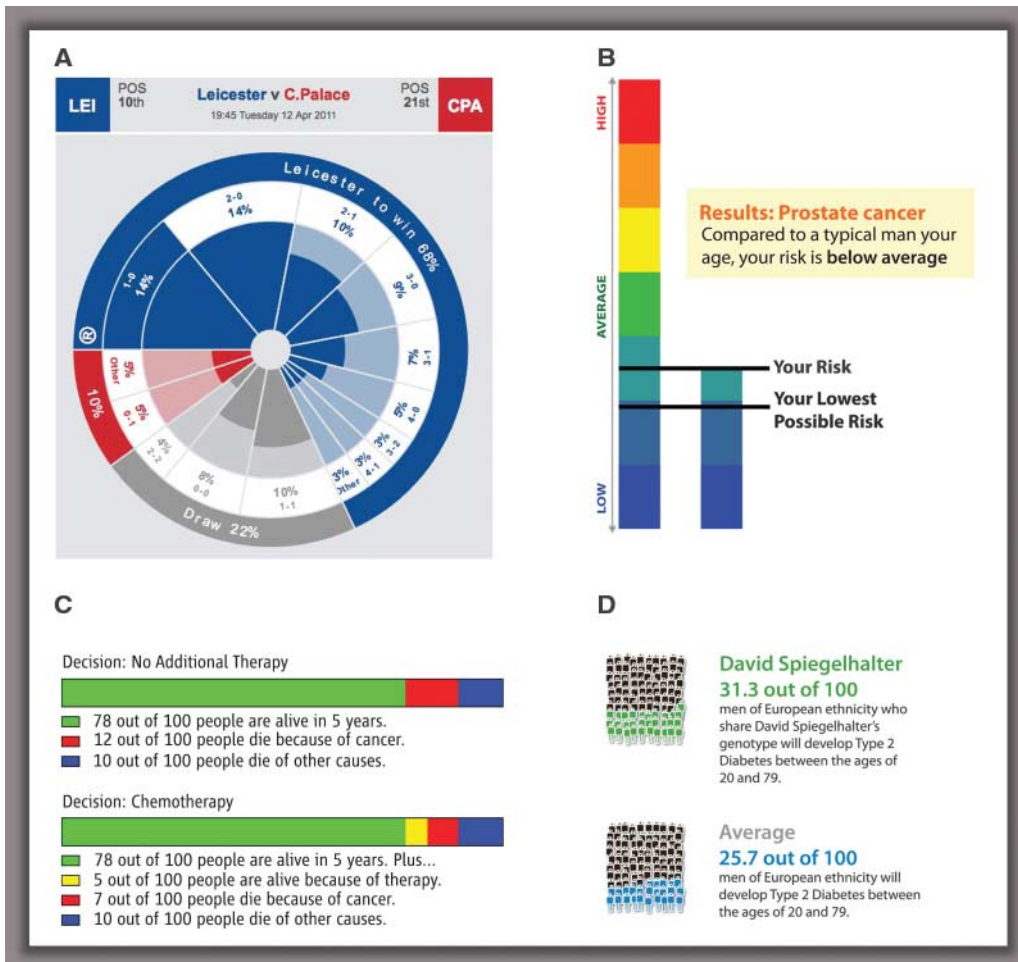 A
LEI
POS
10th
Leicester v C.Palace
19:45 Tuesday 12 Apr 2011
POS
21st
CPA
Leicester to win 68%
®
1-0
14%
2-0
14%
2-1
10%
3-0
9%
3-1
7%
4-0
5%
3-2
3%
4-1
3%
Other
3%
Draw 22%
1-1
10%
0-0
8%
2-2
4%
10%
0-1
5%
Other
5%
B
HIGH
AVERAGE
LOW
Results: Prostate cancer
Compared to a typical man your
age, your risk is below average
Your Risk
Your Lowest
Possible Risk
C
Decision: No Additional Therapy
78 out of 100 people are alive in 5 years.
12 out of 100 people die because of cancer.
10 out of 100 people die of other causes.
Decision: Chemotherapy
78 out of 100 people are alive in 5 years. Plus...
5 out of 100 people are alive because of therapy.
7 out of 100 people die because of cancer.
10 out of 100 people die of other causes.
D
David Spiegelhalter
31.3 out of 100
men of European ethnicity who
share David Spiegelhalter's
genotype will develop Type 2
Diabetes between the ages of
20 and 79.
Average
25.7 out of 100
men of European ethnicity will
develop Type 2 Diabetes between
the ages of 20 and 79.